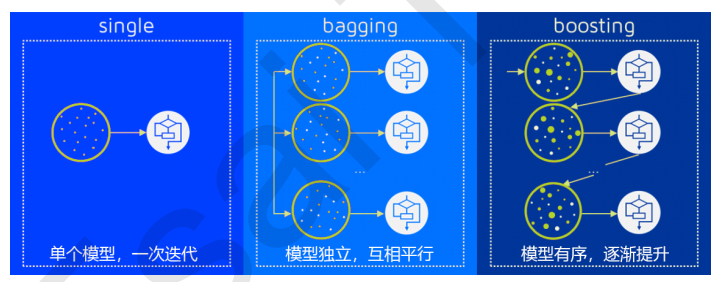 single
bagging
boosting
...
...
单个模型，一次迭代
模型独立，互相平行
模型有序，逐渐提升